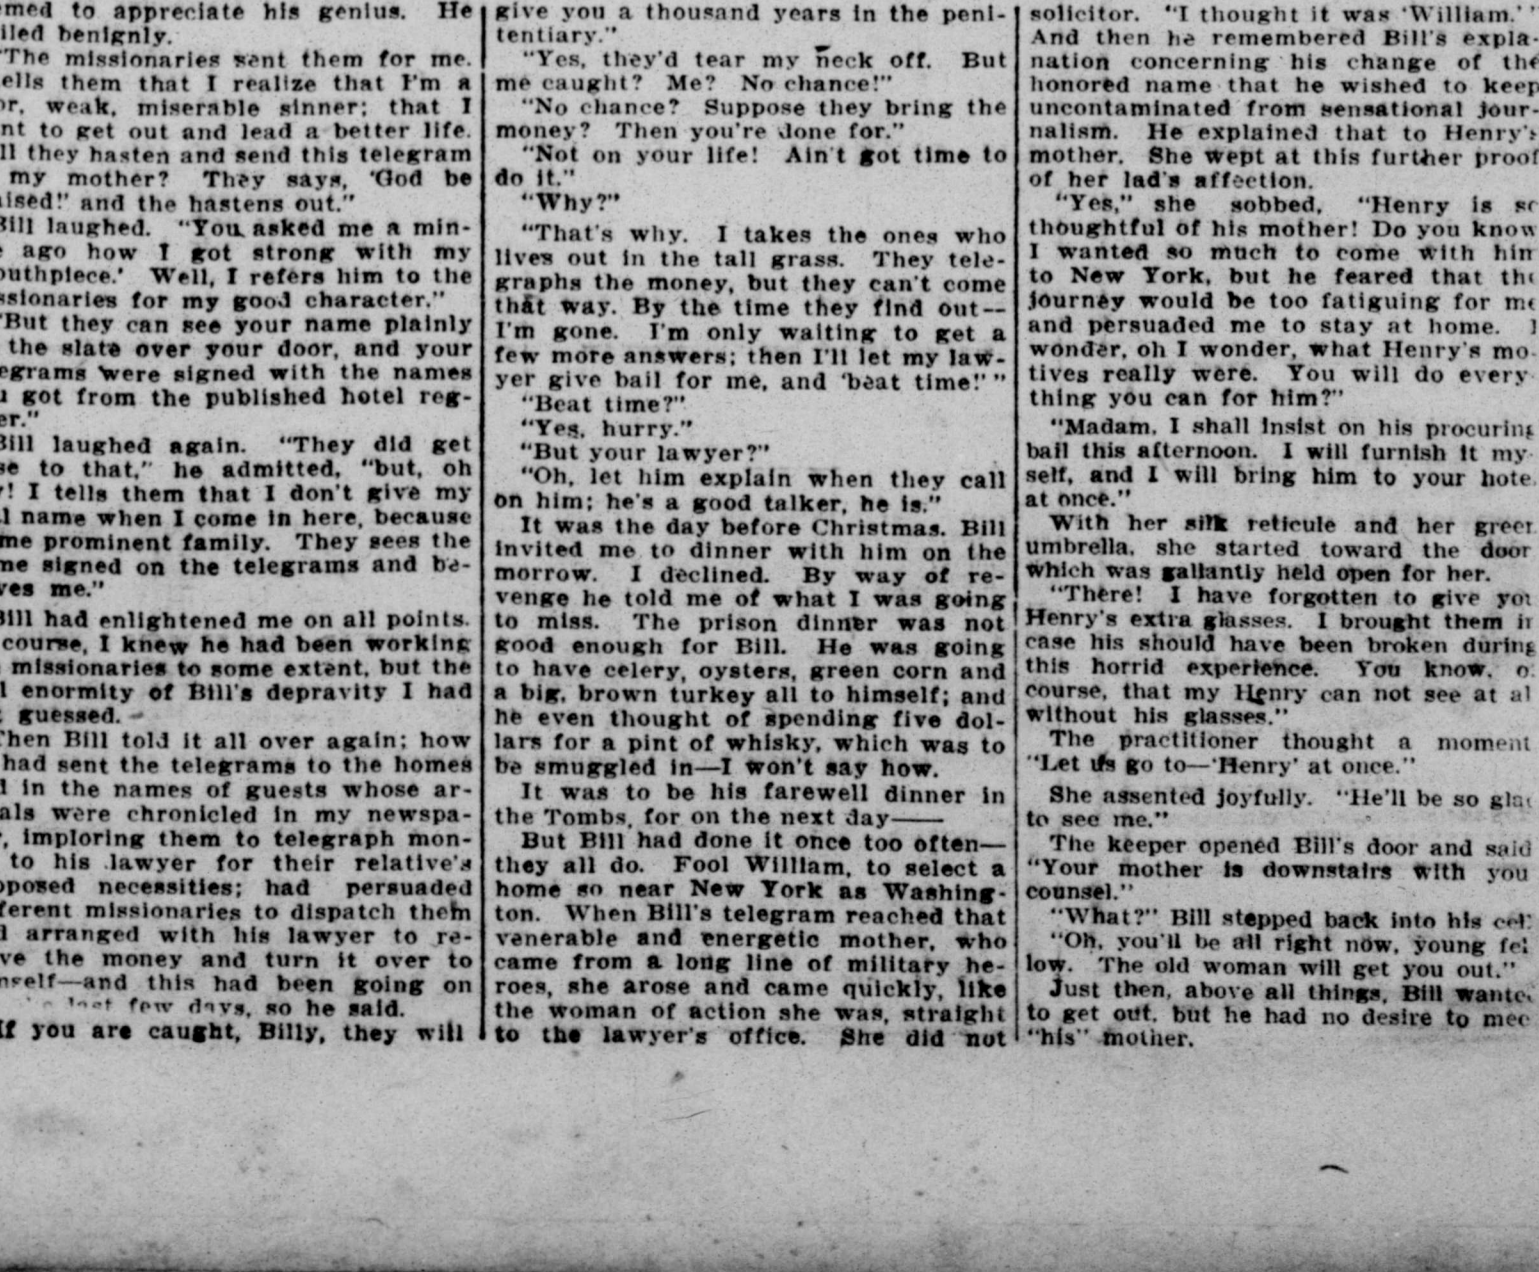 med to appreciate his genius. He
iled benignly.
"The missionaries sent them for me.
ells them that I realize that I'm a
or, weak, miserable sinner; that I
nt to get out and lead a better life.
ll they hasten and send this telegram
my mother? They says, 'God be
aised!' and the hastens out."
Bill laughed. "You asked me a min-
e ago how I got strong with my
outhpiece.' Well, I refers him to the
ssionaries for my good character."
"But they can see your name plainly
the slate over your door, and your
egrams were signed with the names
u got from the published hotel reg-
er."
Bill laughed again. "They did get
se to that," he admitted, "but, oh
y! I tells them that I don't give my
l name when I come in here, because
me prominent family. They sees the
me signed on the telegrams and be-
ves me."
Bill had enlightened me on all points.
course, I knew he had been working
missionaries to some extent, but the
l enormity of Bill's depravity I had
t guessed.
Then Bill told it all over again; how
had sent the telegrams to the homes
d in the names of guests whose ar-
als were chronicled in my newspa-
r, imploring them to telegraph mon-
to his lawyer for their relative's
pposed necessities; had persuaded
ferent missionaries to dispatch them
d arranged with his lawyer to re-
ve the money and turn it over to
mself—and this had been going on
last few days, so he said.
If you are caught, Billy, they will
give you a thousand years in the peni-
tentiary."
"Yes, they'd tear my neck off. But
me caught? Me? No chance!"
"No chance? Suppose they bring the
money? Then you're done for."
"Not on your life! Ain't got time to
do it."
"Why?"
"That's why. I takes the ones who
lives out in the tall grass. They tele-
graphs the money, but they can't come
that way. By the time they find out—
I'm gone. I'm only waiting to get a
few more answers; then I'll let my law-
yer give bail for me, and 'beat time!' "
"Beat time?"
"Yes, hurry."
"But your lawyer?"
"Oh, let him explain when they call
on him; he's a good talker, he is."
It was the day before Christmas. Bill
invited me to dinner with him on the
morrow. I declined. By way of re-
venge he told me of what I was going
to miss. The prison dinner was not
good enough for Bill. He was going
to have celery, oysters, green corn and
a big, brown turkey all to himself; and
he even thought of spending five dol-
lars for a pint of whisky, which was to
be smuggled in—I won't say how.
It was to be his farewell dinner in
the Tombs, for on the next day——
But Bill had done it once too often—
they all do. Fool William, to select a
home so near New York as Washing-
ton. When Bill's telegram reached that
venerable and energetic mother, who
came from a long line of military he-
roes, she arose and came quickly, like
the woman of action she was, straight
to the lawyer's office. She did not
solicitor. "I thought it was 'William.' "
And then he remembered Bill's expla-
nation concerning his change of the
honored name that he wished to keep
uncontaminated from sensational jour-
nalism. He explained that to Henry's
mother. She wept at this further proof
of her lad's affection.
"Yes," she sobbed, "Henry is so
thoughtful of his mother! Do you know
I wanted so much to come with him
to New York, but he feared that the
journey would be too fatiguing for me
and persuaded me to stay at home. I
wonder, oh I wonder, what Henry's mo-
tives really were. You will do every
thing you can for him?"
"Madam, I shall insist on his procuring
bail this afternoon. I will furnish it my-
self, and I will bring him to your hote
at once."
With her silk reticule and her green
umbrella, she started toward the door
which was gallantly held open for her.
"There! I have forgotten to give you
Henry's extra glasses. I brought them in
case his should have been broken during
this horrid experience. You know, o
course, that my Henry can not see at al
without his glasses."
The practitioner thought a moment
"Let us go to—'Henry' at once."
She assented joyfully. "He'll be so glad
to see me."
The keeper opened Bill's door and said
"Your mother is downstairs with you
counsel."
"What?" Bill stepped back into his cell
"Oh, you'll be all right now, young fel
low. The old woman will get you out."
Just then, above all things, Bill wanted
to get out, but he had no desire to mee
"his" mother.